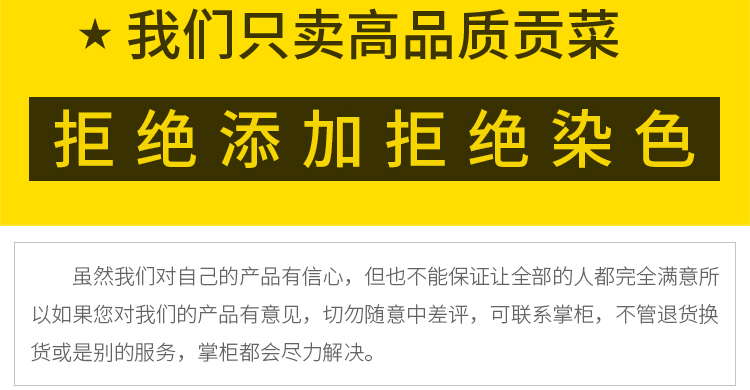 ★我们只卖高品质贡菜
拒绝添加拒绝染色
虽然我们对自己的产品有信心，但也不能保证让全部的人都完全满意所
以如果您对我们的产品有意见，切勿随意中差评，可联系掌柜，不管退货换
货或是别的服务，掌柜都会尽力解决。